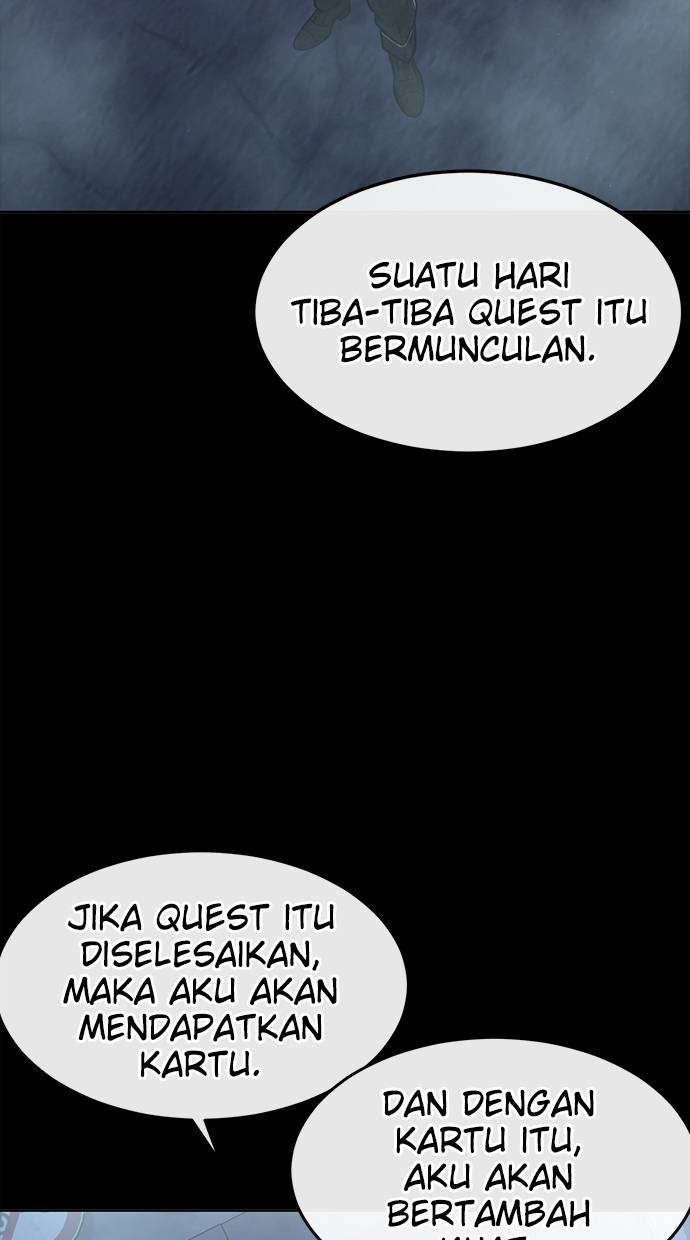 SUATU HARI
TIBA-TIBA QUEST ITU
BERMUNCULAN.
JIKA QUEST ITU
DISELESAIKAN,
MAKA AKU AKAN
MENDAPATKAN
KARTU.
DAN DENGAN
KARTU ITU,
AKU AKAN
BERTAMBAH